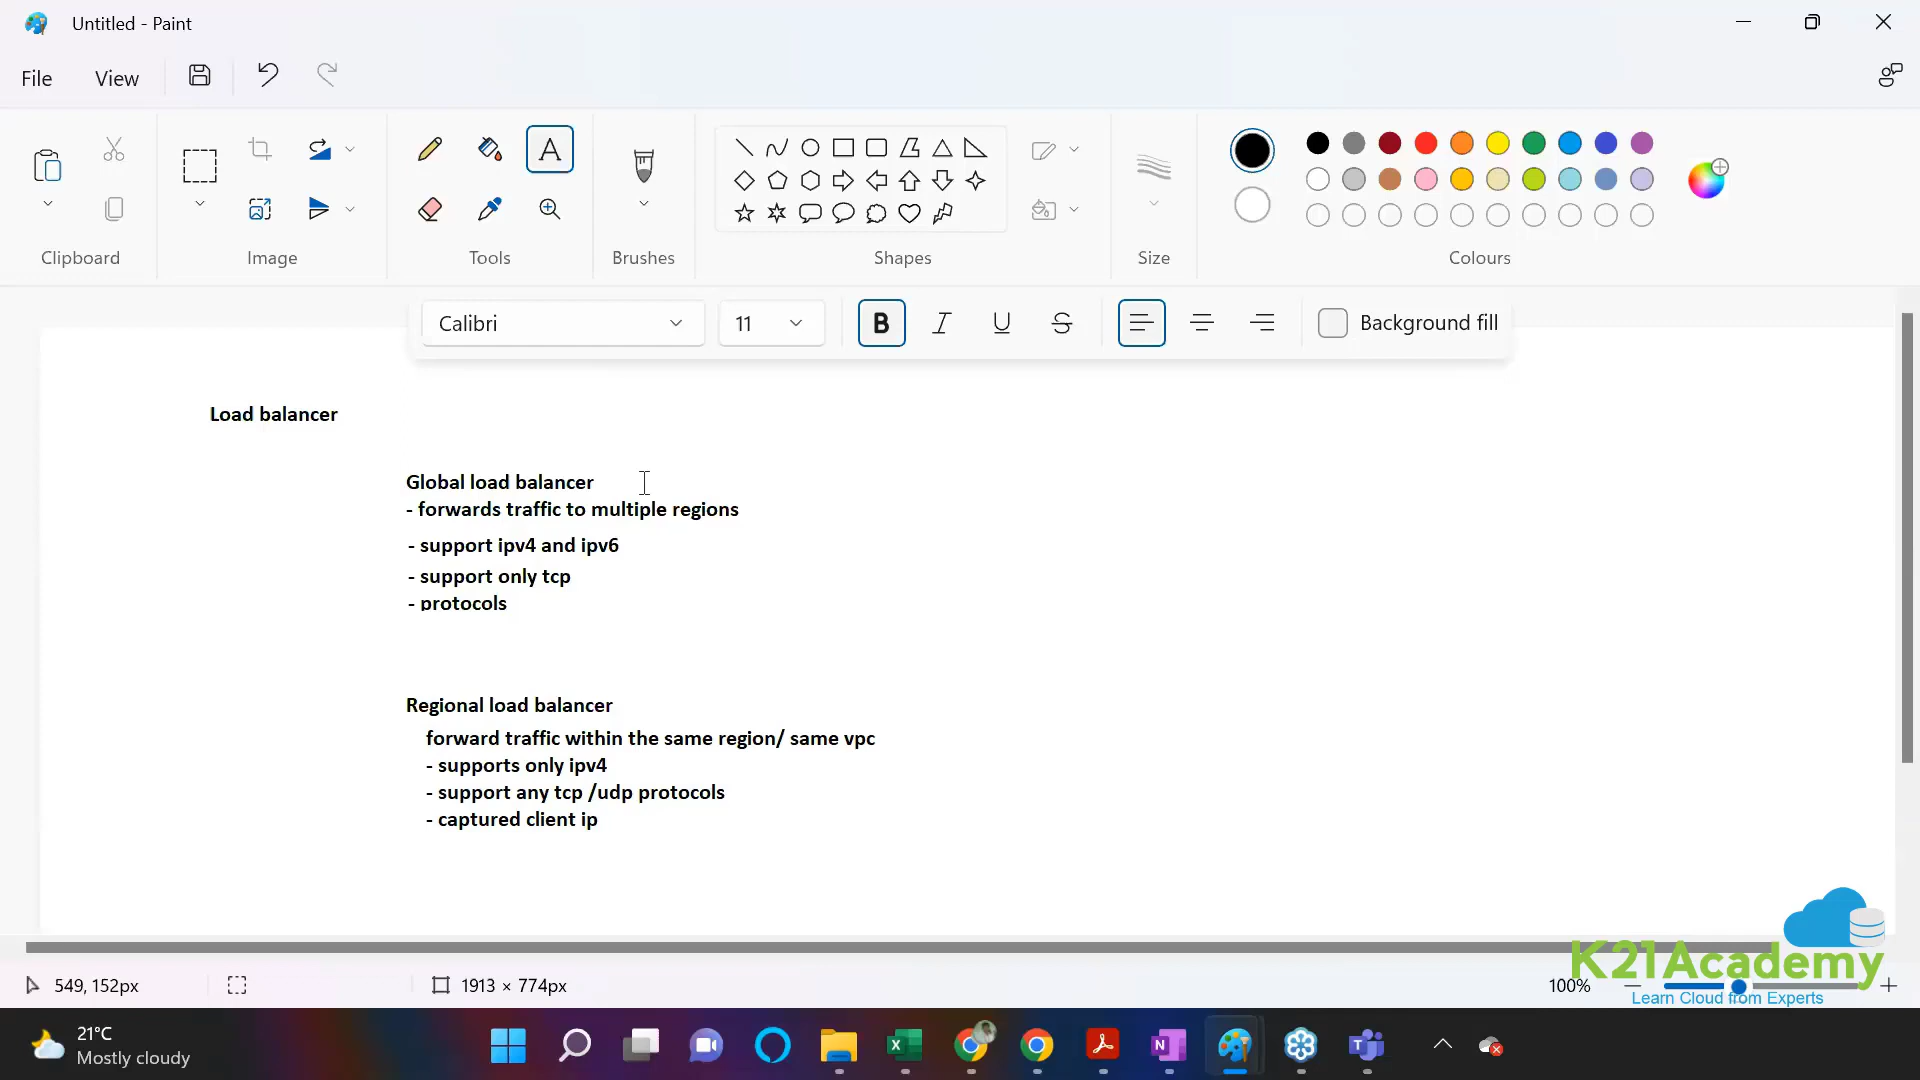 Untitled - Paint
File View
Clipboard
Image
Tools
Brushes
Shapes
Size
Colours
Calibri
11
B
Background fill
Load balancer
Global load balancer
- forwards traffic to multiple regions
- support ipv4 and ipv6
- support only tcp
- protocols
Regional load balancer
forward traffic within the same region/ same vpc
- supports only ipv4
- support any tcp /udp protocols
- captured client ip
K21Academy
Learn Cloud from Experts
549, 152px
1913 × 774px
100%
21°C
Mostly cloudy